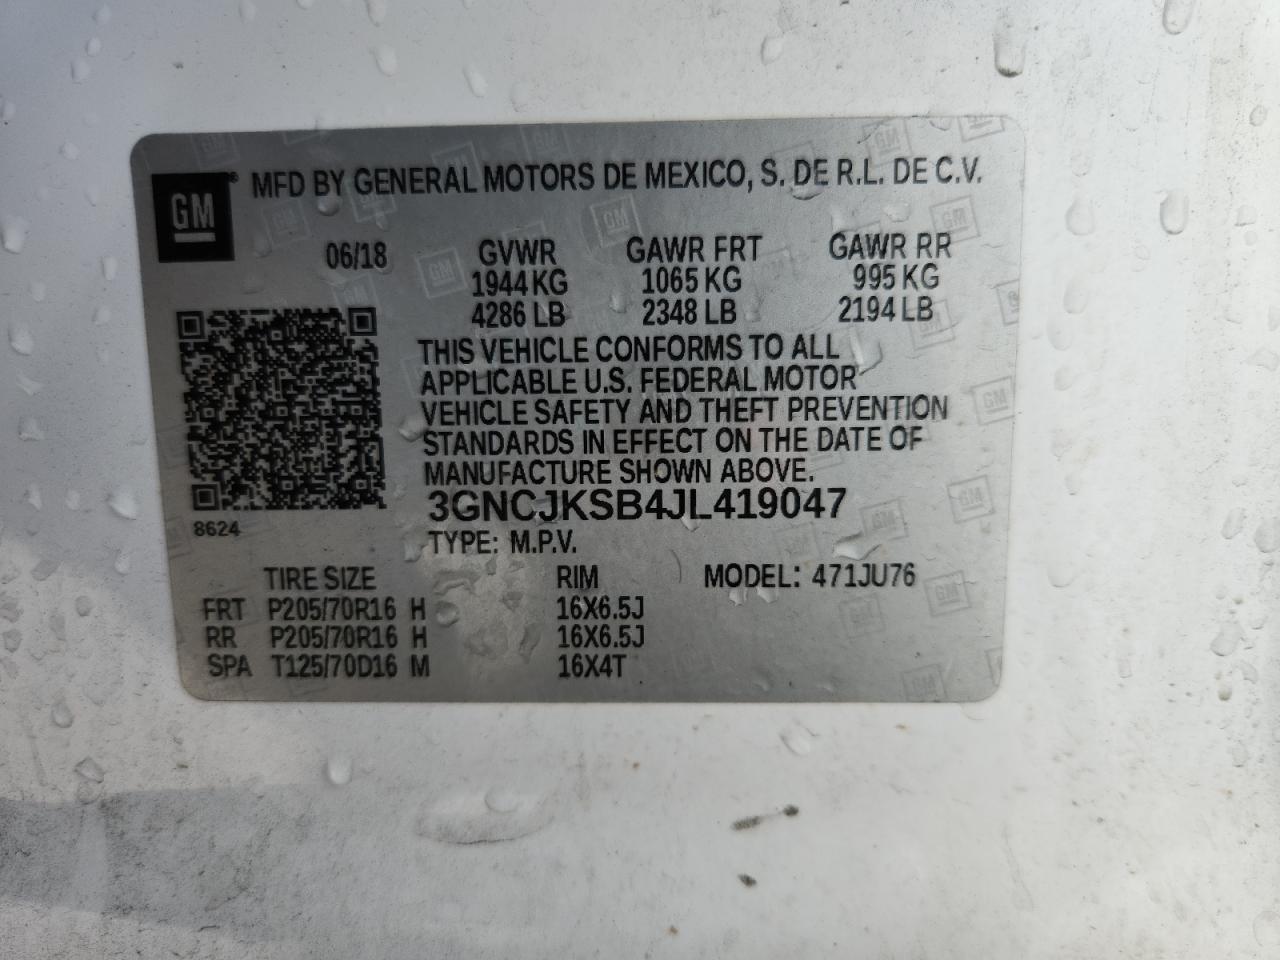 GM® MFD BY GENERAL MOTORS DE MEXICO, S. DE R.L. DE C.V.
06/18 GVWR GAWR FRT GAWR RR
1944 KG 1065 KG 995 KG
4286 LB 2348 LB 2194 LB
THIS VEHICLE CONFORMS TO ALL
APPLICABLE U.S. FEDERAL MOTOR
VEHICLE SAFETY AND THEFT PREVENTION
STANDARDS IN EFFECT ON THE DATE OF
MANUFACTURE SHOWN ABOVE.
3GNCJKSB4JL419047
8624
TYPE: M.P.V.
TIRE SIZE RIM MODEL: 471JU76
FRT P205/70R16 H 16X6.5J
RR P205/70R16 H 16X6.5J
SPA T125/70D16 M 16X4T